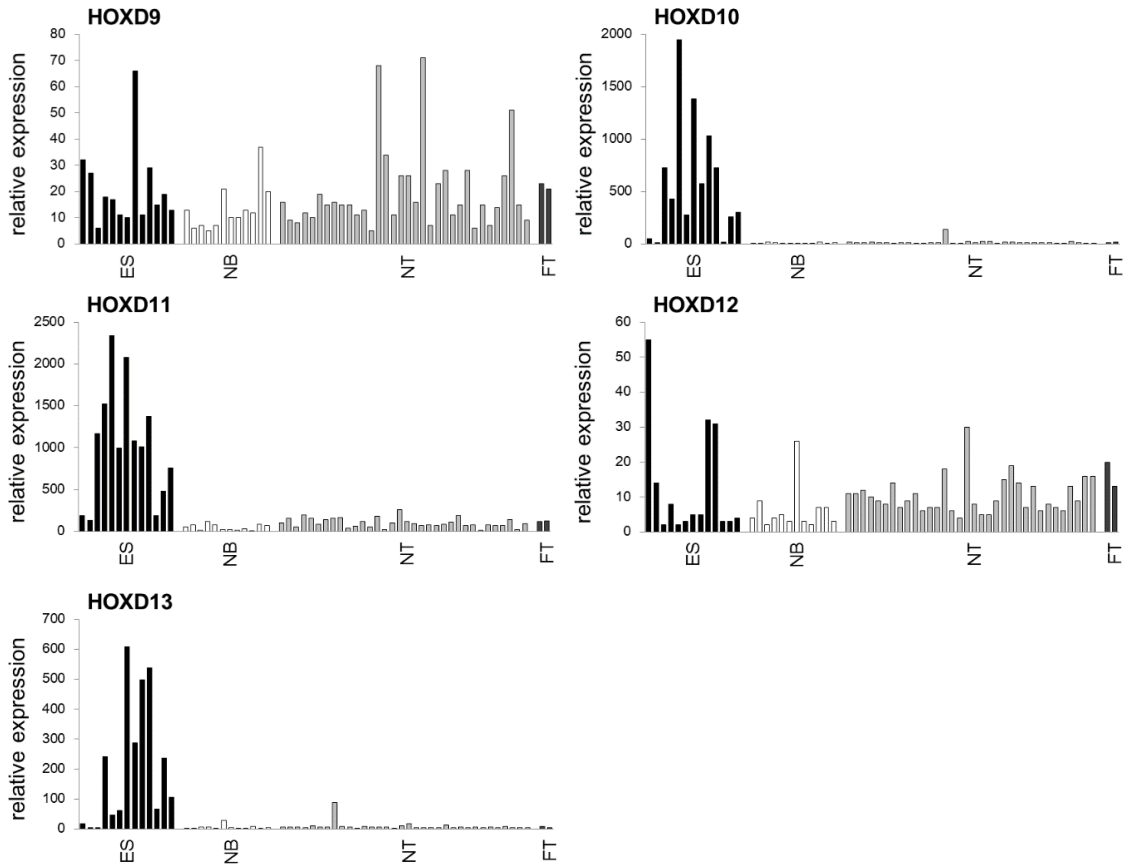 HOXD9
relative expression
80
70
60
50
40
30
20
10
0
ES
NB
NT
FT
HOXD10
relative expression
2000
1500
1000
500
0
ES
NB
NT
FT
HOXD11
relative expression
2500
2000
1500
1000
500
0
ES
NB
NT
FT
HOXD12
relative expression
60
50
40
30
20
10
0
ES
NB
NT
FT
HOXD13
relative expression
700
600
500
400
300
200
100
0
ES
NB
NT
FT